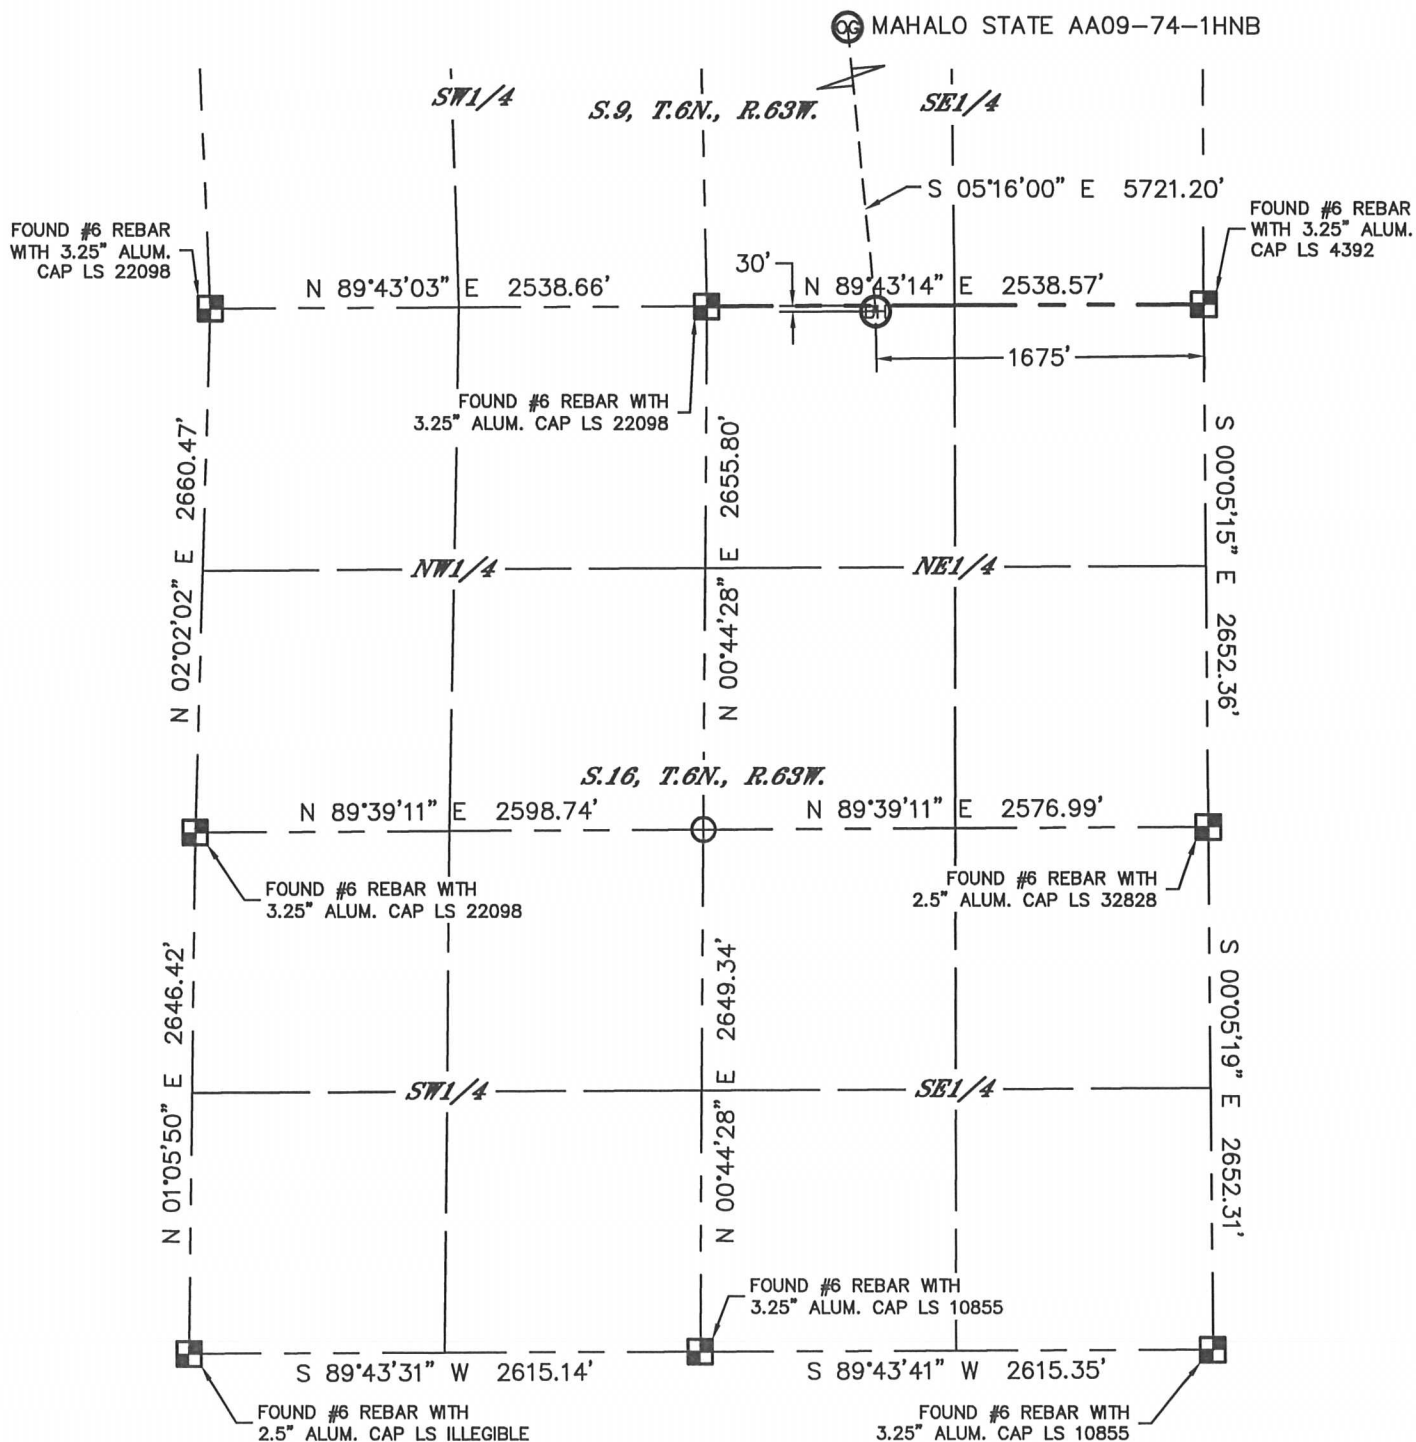 OG MAHALO STATE AA09-74-1HNB
SW1/4
S.9, T.6N., R.63W.
SE1/4
S 05°16'00" E 5721.20'
FOUND #6 REBAR
WITH 3.25" ALUM.
CAP LS 22098
FOUND #6 REBAR
WITH 3.25" ALUM.
CAP LS 4392
30'
N 89°43'03" E 2538.66'
N 89°43'14" E 2538.57'
BH
1675'
FOUND #6 REBAR WITH
3.25" ALUM. CAP LS 22098
N 02°02'02" E 2660.47'
N 00°44'28" E 2655.80'
S 00°05'15" E 2652.36'
NW1/4
NE1/4
S.16, T.6N., R.63W.
N 89°39'11" E 2598.74'
N 89°39'11" E 2576.99'
FOUND #6 REBAR WITH
3.25" ALUM. CAP LS 22098
FOUND #6 REBAR WITH
2.5" ALUM. CAP LS 32828
N 01°05'50" E 2646.42'
N 00°44'28" E 2649.34'
S 00°05'19" E 2652.31'
SW1/4
SE1/4
FOUND #6 REBAR WITH
3.25" ALUM. CAP LS 10855
S 89°43'31" W 2615.14'
S 89°43'41" W 2615.35'
FOUND #6 REBAR WITH
2.5" ALUM. CAP LS ILLEGIBLE
FOUND #6 REBAR WITH
3.25" ALUM. CAP LS 10855